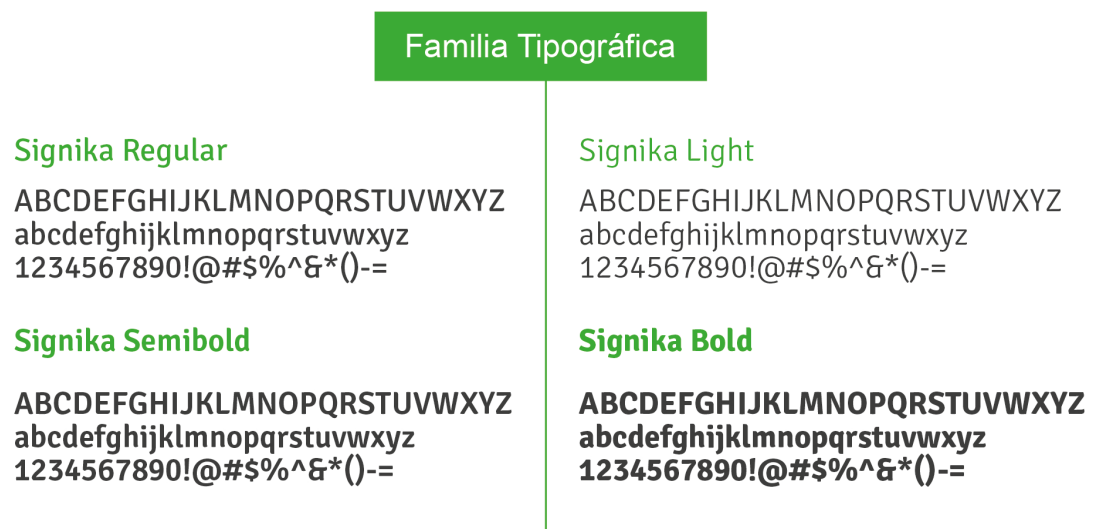 Familia Tipográfica
Signika Regular
ABCDEFGHIJKLMNOPQRSTUVWXYZ
abcdefghijklmnopqrstuvwxyz
1234567890!@#$%^&*()-=
Signika Semibold
ABCDEFGHIJKLMNOPQRSTUVWXYZ
abcdefghijklmnopqrstuvwxyz
1234567890!@#$%^&*()-=
Signika Light
ABCDEFGHIJKLMNOPQRSTUVWXYZ
abcdefghijklmnopqrstuvwxyz
1234567890!@#$%^&*()-=
Signika Bold
ABCDEFGHIJKLMNOPQRSTUVWXYZ
abcdefghijklmnopqrstuvwxyz
1234567890!@#$%^&*()-=